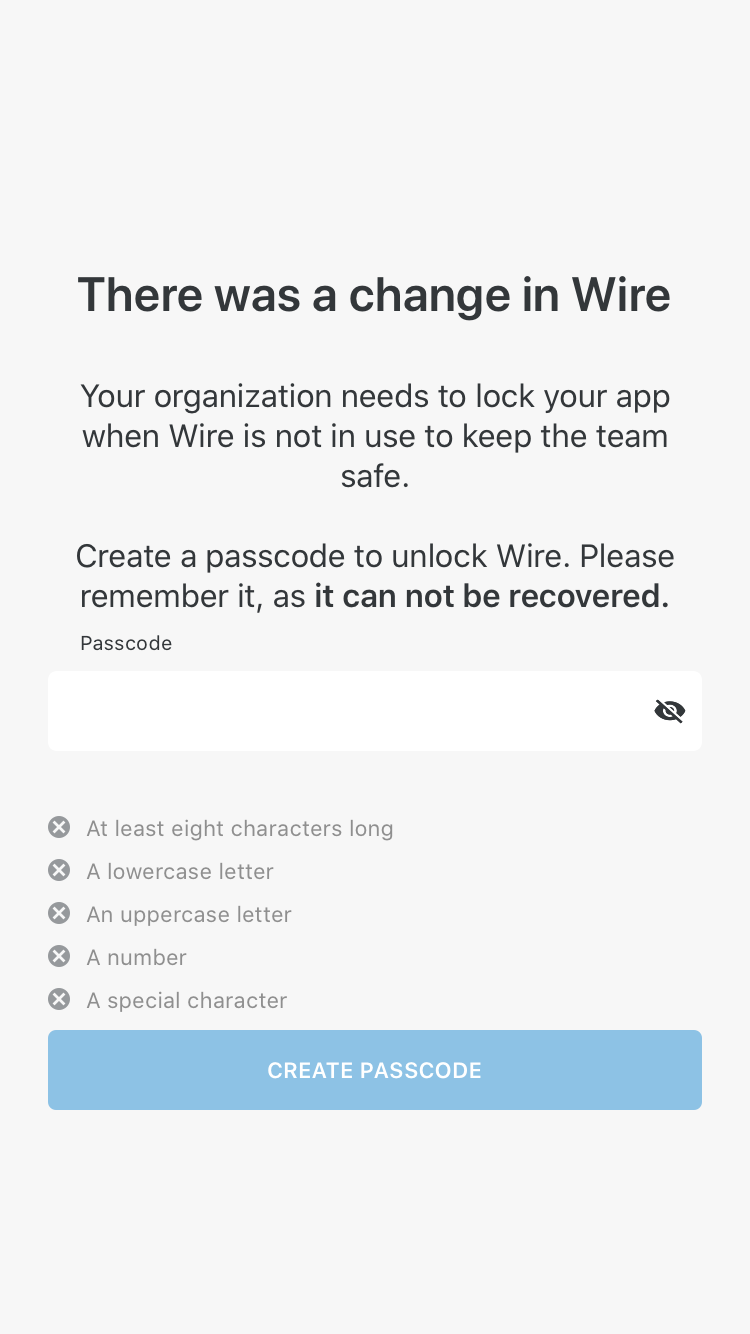 There was a change in Wire
Your organization needs to lock your app
when Wire is not in use to keep the team
safe.
Create a passcode to unlock Wire. Please
remember it, as it can not be recovered.
Passcode
At least eight characters long
A lowercase letter
An uppercase letter
A number
A special character
CREATE PASSCODE